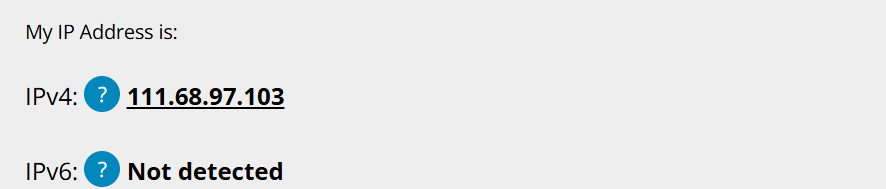 My IP Address is:
IPv4: ? 111.68.97.103
IPv6: ? Not detected